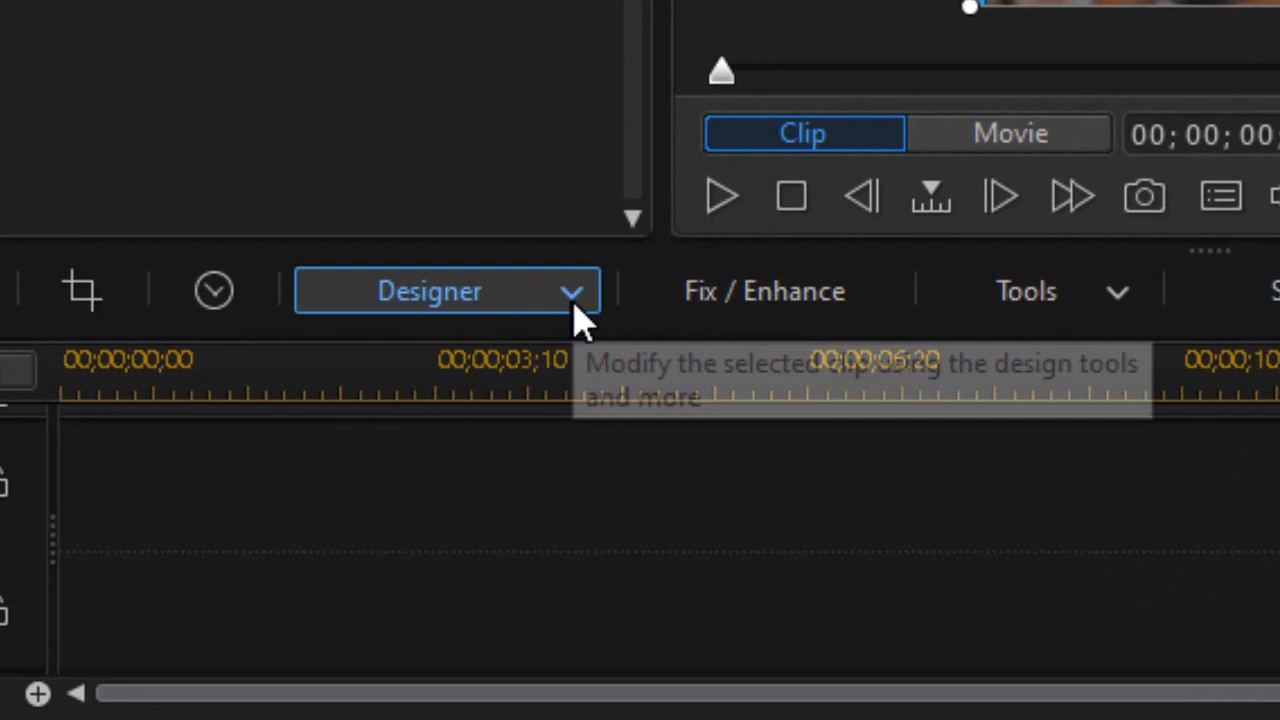 Clip
Movie
00; 00; 00;
Designer
Fix / Enhance
Tools
00;00;00;00
00;00;03;10
00;00;06;20
00;00;10
Modify the selected clip using the design tools
and more